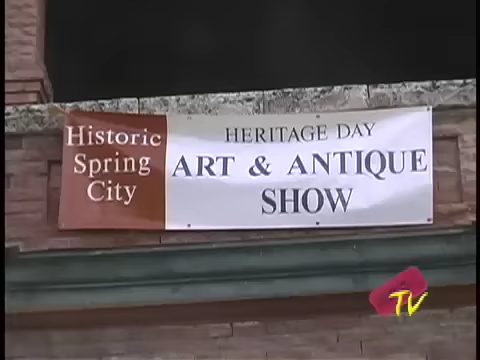 Historic
Spring
City
HERITAGE DAY
ART & ANTIQUE
SHOW
TV